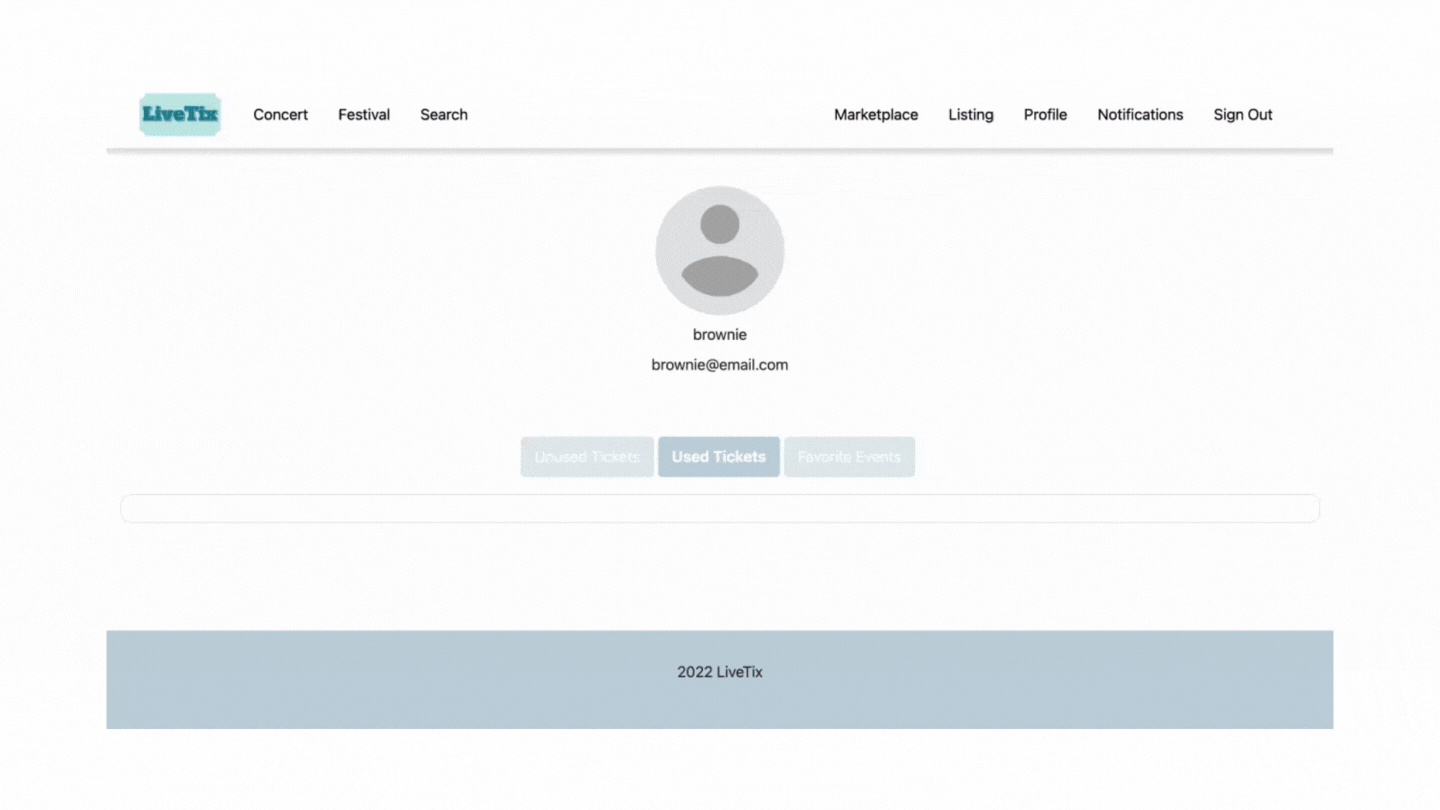 LiveTix Concert Festival Search Marketplace Listing Profile Notifications Sign Out
brownie
brownie@email.com
Unused Tickets Used Tickets Favorite Events
2022 LiveTix